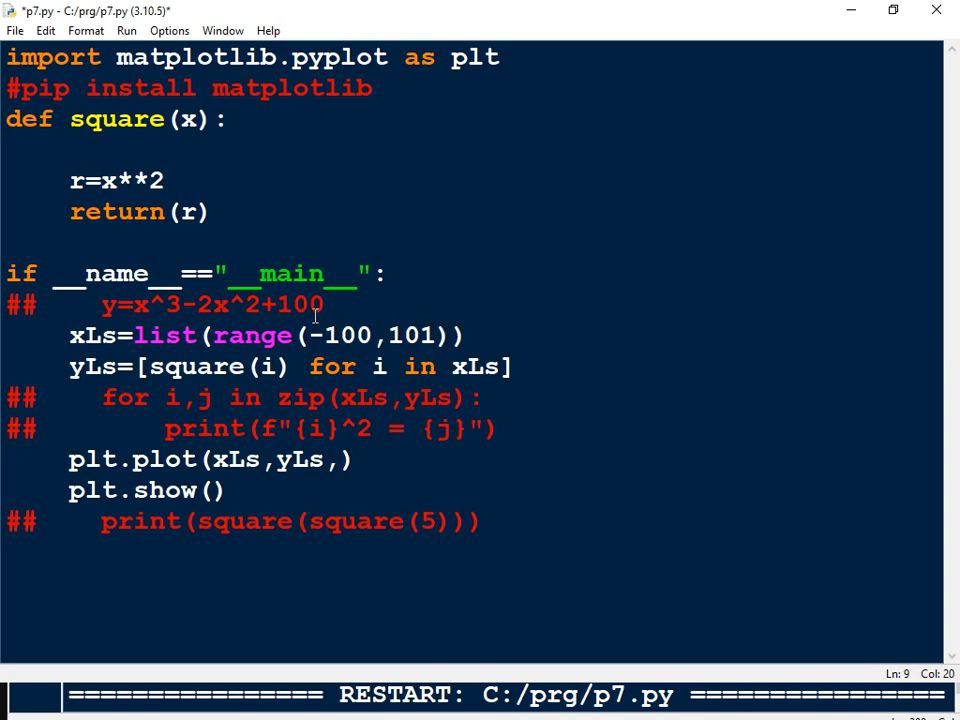 *p7.py - C:/prg/p7.py (3.10.5)*
File Edit Format Run Options Window Help
import matplotlib.pyplot as plt
#pip install matplotlib
def square(x):
    r=x**2
    return(r)
if __name__=="__main__":
##    y=x^3-2x^2+100
    xLs=list(range(-100,101))
    yLs=[square(i) for i in xLs]
##    for i,j in zip(xLs,yLs):
##        print(f"{i}^2 = {j}")
    plt.plot(xLs,yLs,)
    plt.show()
##    print(square(square(5)))
Ln: 9 Col: 20
================ RESTART: C:/prg/p7.py ================